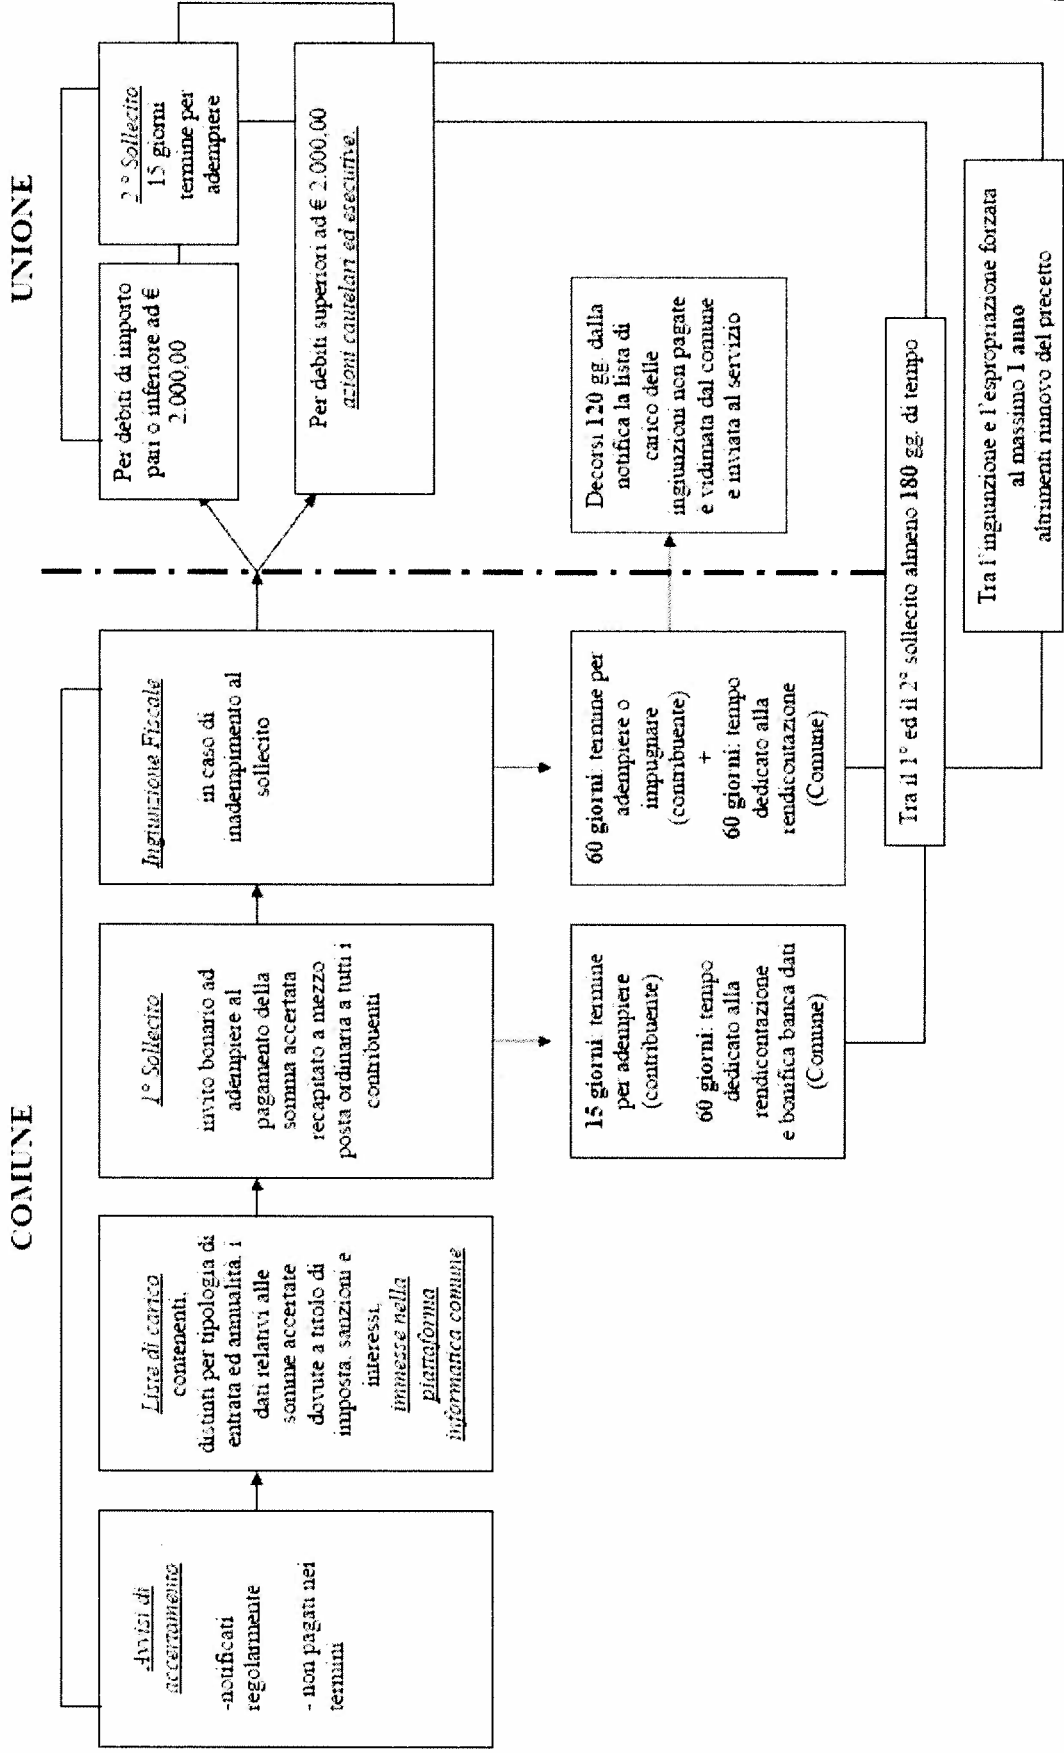 COMUNE
UNIONE
Avvisi di
accertamento
-notificati
regolarmente
- non pagati nei
termini
Liste di carico
contenenti,
distinti per tipologia di
entrata ed annualità, i
dati relativi alle
somme accertate
dovute a titolo di
imposta, sanzioni e
interessi,
immesse nella
piattaforma
informatica comune
1° Sollecito
invito bonario ad
adempiere al
pagamento della
somma accertata
recapitato a mezzo
posta ordinaria a tutti i
contribuenti
Ingiunzione Fiscale
in caso di
inadempimento al
sollecito
Per debiti di importo
pari o inferiore ad €
2.000,00
2° Sollecito
15 giorni
termine per
adempiere
Per debiti superiori ad € 2.000,00
azioni cautelari ed esecutive.
15 giorni: termine
per adempiere
(contribuente)
60 giorni: tempo
dedicato alla
rendicontazione
e bonifica banca dati
(Comune)
60 giorni: termine per
adempiere o
impugnare
(contribuente)
+
60 giorni: tempo
dedicato alla
rendicontazione
(Comune)
Decorsi 120 gg. dalla
notifica la lista di
carico delle
ingiunzioni non pagate
e vidimata dal comune
e inviata al servizio
Tra il 1° ed il 2° sollecito almeno 180 gg. di tempo
Tra l'ingiunzione e l'espropriazione forzata
al massimo 1 anno
altrimenti rinnovo del precetto